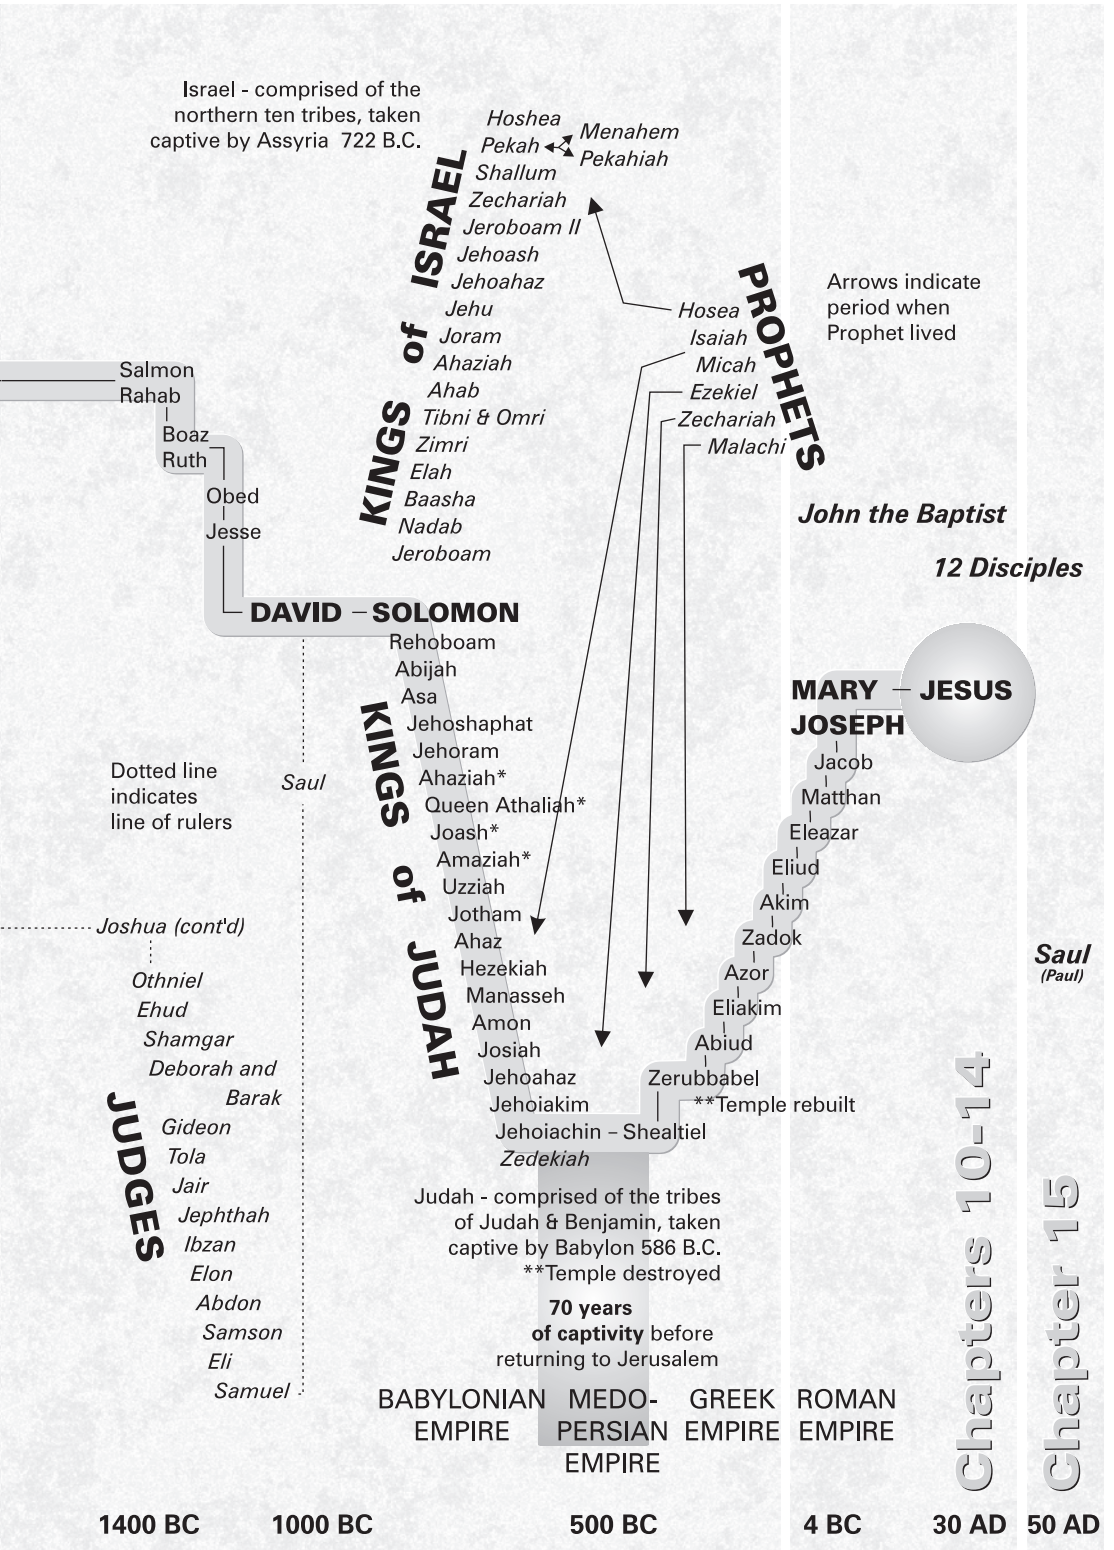 Israel - comprised of the
northern ten tribes, taken
captive by Assyria 722 B.C.
KINGS of ISRAEL
Hoshea
Pekah
Menahem
Pekahiah
Shallum
Zechariah
Jeroboam II
Jehoash
Jehoahaz
Jehu
Joram
Ahaziah
Ahab
Tibni & Omri
Zimri
Elah
Baasha
Nadab
Jeroboam
PROPHETS
Hosea
Isaiah
Micah
Ezekiel
Zechariah
Malachi
Arrows indicate
period when
Prophet lived
Salmon
Rahab
Boaz
Ruth
Obed
Jesse
John the Baptist
12 Disciples
DAVID – SOLOMON
KINGS of JUDAH
Rehoboam
Abijah
Asa
Jehoshaphat
Jehoram
Ahaziah*
Queen Athaliah*
Joash*
Amaziah*
Uzziah
Jotham
Ahaz
Hezekiah
Manasseh
Amon
Josiah
Jehoahaz
Jehoiakim
Jehoiachin – Shealtiel
Zedekiah
MARY – JESUS
JOSEPH
Jacob
Matthan
Eleazar
Eliud
Akim
Zadok
Azor
Eliakim
Abiud
Zerubbabel
**Temple rebuilt
Dotted line
indicates
line of rulers
Saul
Joshua (cont'd)
JUDGES
Othniel
Ehud
Shamgar
Deborah and
Barak
Gideon
Tola
Jair
Jephthah
Ibzan
Elon
Abdon
Samson
Eli
Samuel
Saul
(Paul)
Judah - comprised of the tribes
of Judah & Benjamin, taken
captive by Babylon 586 B.C.
**Temple destroyed
70 years
of captivity before
returning to Jerusalem
BABYLONIAN
EMPIRE
MEDO-
PERSIAN
EMPIRE
GREEK
EMPIRE
ROMAN
EMPIRE
Chapters 10-14
Chapter 15
1400 BC
1000 BC
500 BC
4 BC
30 AD
50 AD